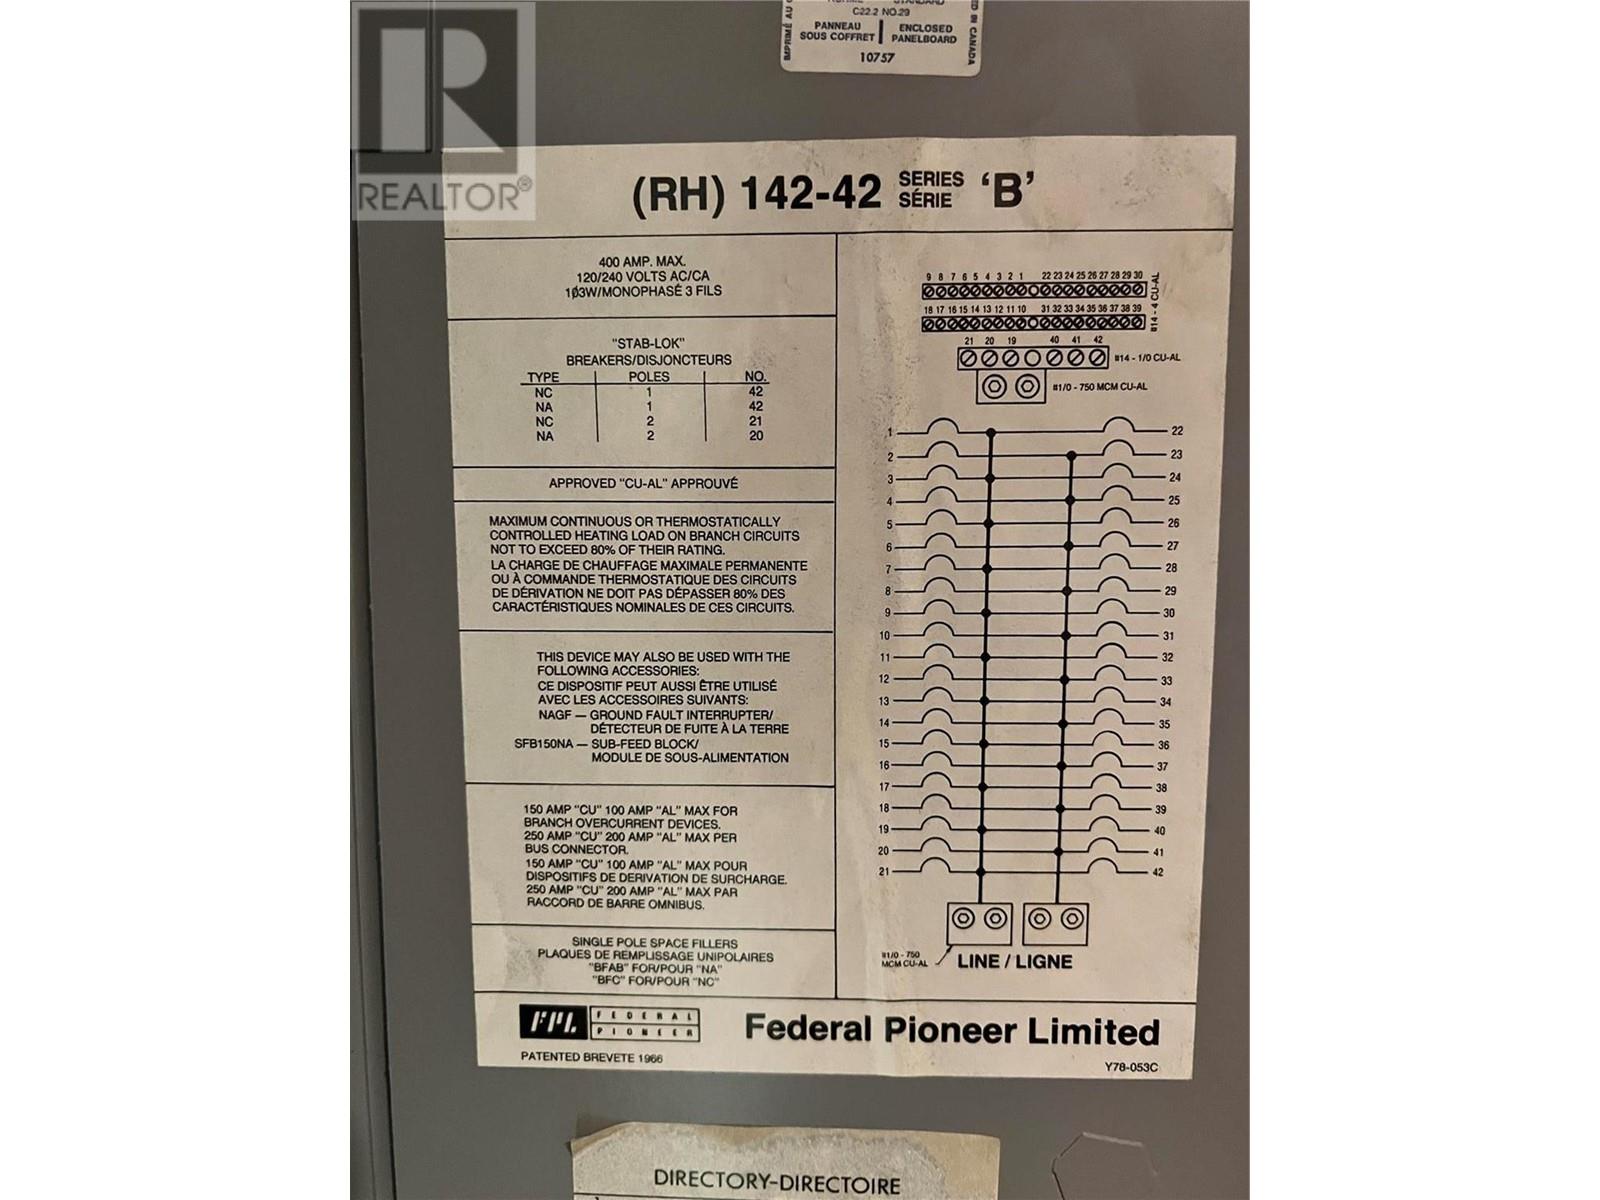 C22.2 NO.29
PANNEAU SOUS COFFRET
ENCLOSED PANELBOARD
10757
REALTOR®
(RH) 142-42 SERIES SÉRIE 'B'
400 AMP. MAX.
120/240 VOLTS AC/CA
1Ø3W/MONOPHASÉ 3 FILS
"STAB-LOK"
BREAKERS/DISJONCTEURS
TYPE POLES NO.
NC 1 42
NA 1 42
NC 2 21
NA 2 20
APPROVED "CU-AL" APPROUVÉ
MAXIMUM CONTINUOUS OR THERMOSTATICALLY
CONTROLLED HEATING LOAD ON BRANCH CIRCUITS
NOT TO EXCEED 80% OF THEIR RATING.
LA CHARGE DE CHAUFFAGE MAXIMALE PERMANENTE
OU À COMMANDE THERMOSTATIQUE DES CIRCUITS
DE DÉRIVATION NE DOIT PAS DÉPASSER 80% DES
CARACTÉRISTIQUES NOMINALES DE CES CIRCUITS.
THIS DEVICE MAY ALSO BE USED WITH THE
FOLLOWING ACCESSORIES:
CE DISPOSITIF PEUT AUSSI ÊTRE UTILISÉ
AVEC LES ACCESSOIRES SUIVANTS:
NAGF — GROUND FAULT INTERRUPTER/
DÉTECTEUR DE FUITE À LA TERRE
SFB150NA — SUB-FEED BLOCK/
MODULE DE SOUS-ALIMENTATION
150 AMP "CU" 100 AMP "AL" MAX FOR
BRANCH OVERCURRENT DEVICES.
250 AMP "CU" 200 AMP "AL" MAX PER
BUS CONNECTOR.
150 AMP "CU" 100 AMP "AL" MAX POUR
DISPOSITIFS DE DERIVATION DE SURCHARGE.
250 AMP "CU" 200 AMP "AL" MAX PAR
RACCORD DE BARRE OMNIBUS.
SINGLE POLE SPACE FILLERS
PLAQUES DE REMPLISSAGE UNIPOLAIRES
"BFAB" FOR/POUR "NA"
"BFC" FOR/POUR "NC"
9 8 7 6 5 4 3 2 1 22 23 24 25 26 27 28 29 30
18 17 16 15 14 13 12 11 10 31 32 33 34 35 36 37 38 39
#14 - 4 CU-AL
21 20 19 40 41 42
#14 - 1/0 CU-AL
#1/0 - 750 MCM CU-AL
1 22
2 23
3 24
4 25
5 26
6 27
7 28
8 29
9 30
10 31
11 32
12 33
13 34
14 35
15 36
16 37
17 38
18 39
19 40
20 41
21 42
#1/0 - 750
MCM CU-AL
LINE / LIGNE
FPL FEDERAL PIONEER
Federal Pioneer Limited
PATENTED BREVETE 1966
Y78-053C
DIRECTORY-DIRECTOIRE